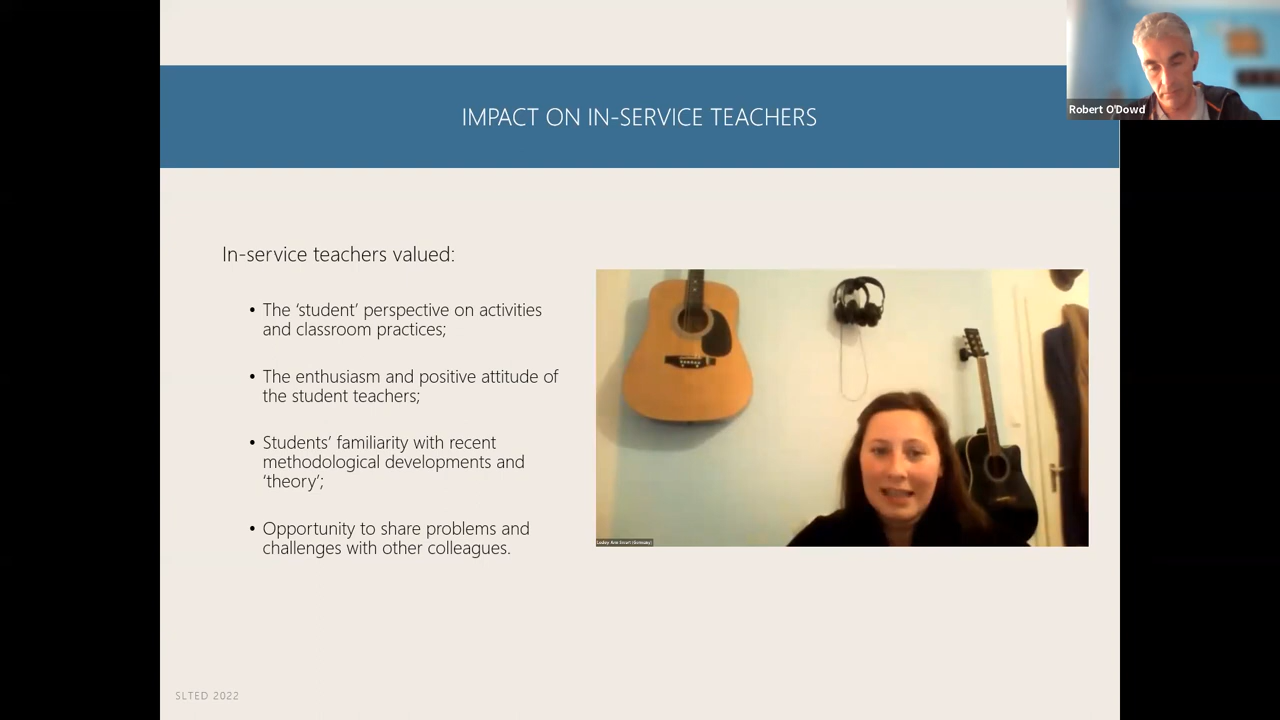 IMPACT ON IN-SERVICE TEACHERS
Robert O'Dowd
In-service teachers valued:
• The ‘student’ perspective on activities
and classroom practices;
• The enthusiasm and positive attitude of
the student teachers;
• Students’ familiarity with recent
methodological developments and
‘theory’;
• Opportunity to share problems and
challenges with other colleagues.
(Germany)
SLTED 2022